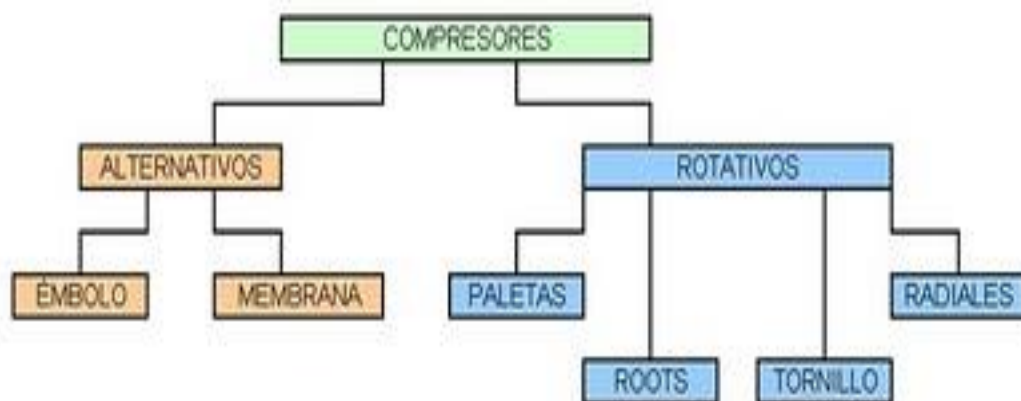 COMPRESORES
ALTERNATIVOS
ROTATIVOS
ÉMBOLO
MEMBRANA
PALETAS
RADIALES
ROOTS
TORNILLO